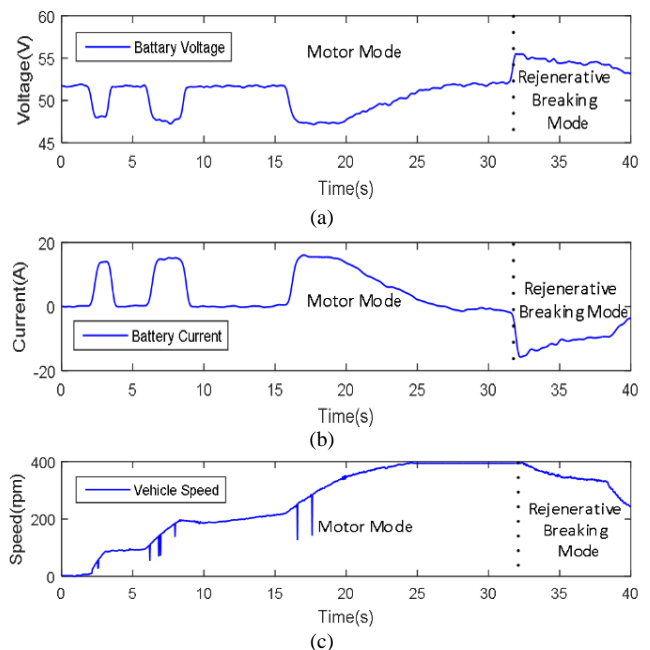 60
55
50
45
Voltage(V)
Battary Voltage
Motor Mode
Rejenerative
Breaking
Mode
0 5 10 15 20 25 30 35 40
Time(s)
(a)
20
0
-20
Current(A)
Battery Current
Motor Mode
Rejenerative
Breaking Mode
0 5 10 15 20 25 30 35 40
Time(s)
(b)
400
200
0
Speed(rpm)
Vehicle Speed
Motor Mode
Rejenerative
Breaking
Mode
0 5 10 15 20 25 30 35 40
Time(s)
(c)